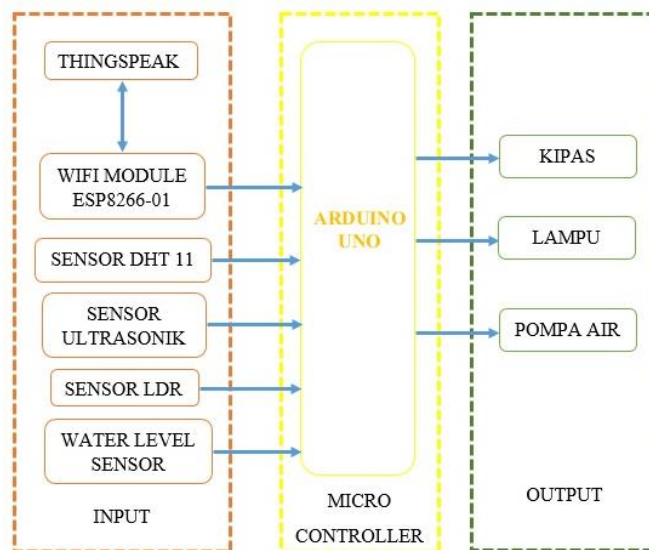 THINGSPEAK
WIFI MODULE
ESP8266-01
SENSOR DHT 11
SENSOR
ULTRASONIK
SENSOR LDR
WATER LEVEL
SENSOR
INPUT
ARDUINO
UNO
MICRO
CONTROLLER
KIPAS
LAMPU
POMPA AIR
OUTPUT